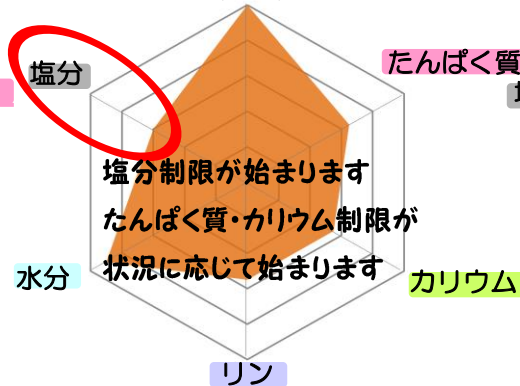 塩分
たんぱく質
塩分制限が始まります
たんぱく質・カリウム制限が
状況に応じて始まります
水分
カリウム
リン